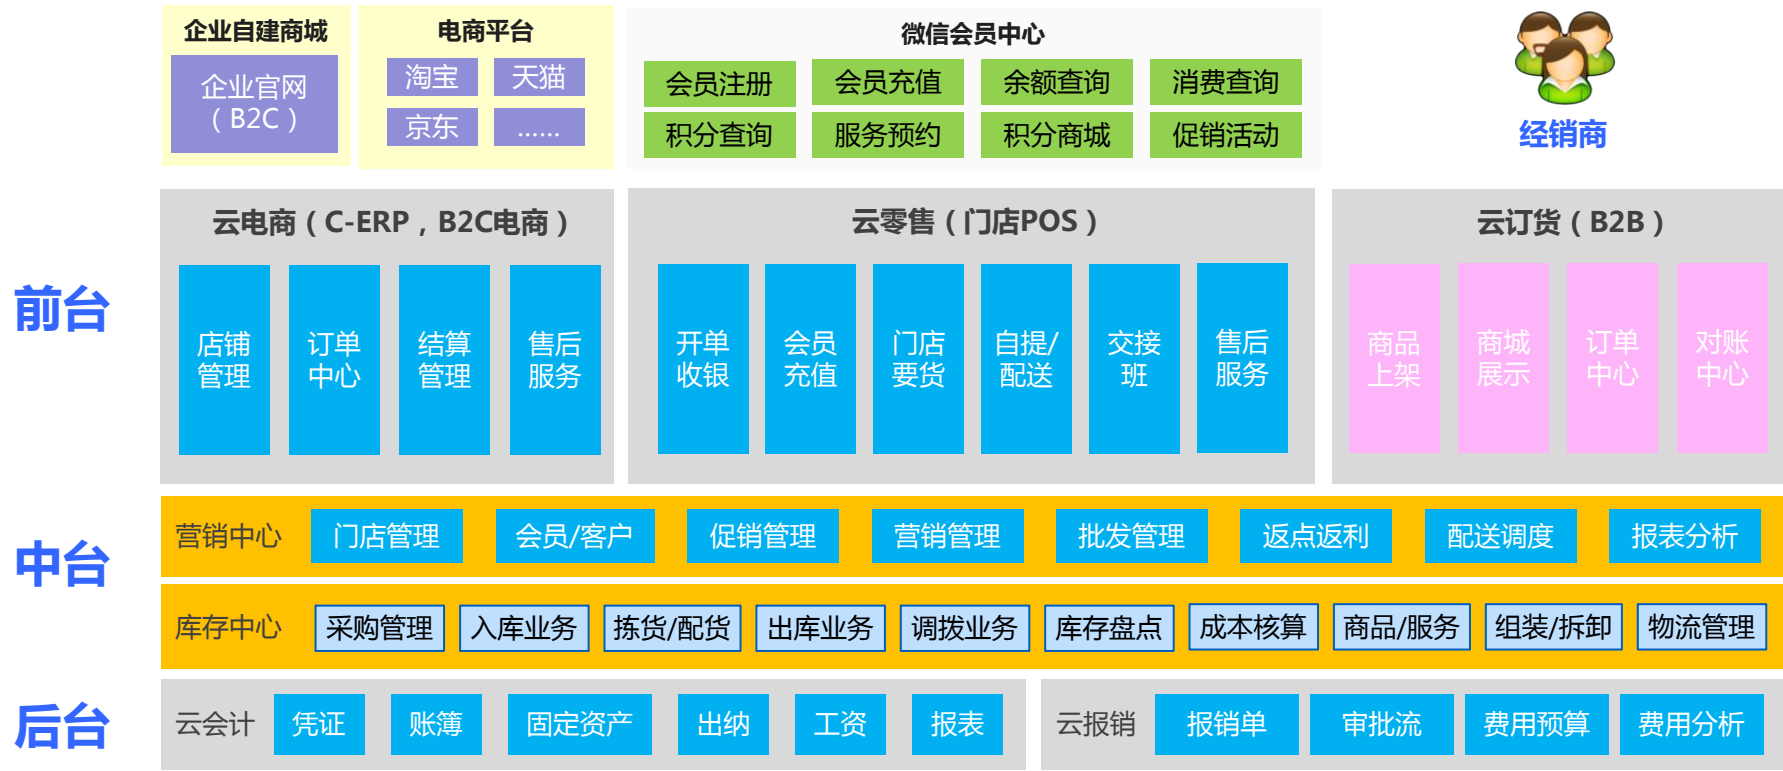 企业自建商城
企业官网
（B2C）
电商平台
淘宝
天猫
京东
......
微信会员中心
会员注册
会员充值
余额查询
消费查询
积分查询
服务预约
积分商城
促销活动
经销商
前台
云电商（C-ERP，B2C电商）
店铺
管理
订单
中心
结算
管理
售后
服务
云零售（门店POS）
开单
收银
会员
充值
门店
要货
自提/
配送
交接
班
售后
服务
云订货（B2B）
商品
上架
商城
展示
订单
中心
对账
中心
中台
营销中心
门店管理
会员/客户
促销管理
营销管理
批发管理
返点返利
配送调度
报表分析
库存中心
采购管理
入库业务
拣货/配货
出库业务
调拨业务
库存盘点
成本核算
商品/服务
组装/拆卸
物流管理
后台
云会计
凭证
账簿
固定资产
出纳
工资
报表
云报销
报销单
审批流
费用预算
费用分析